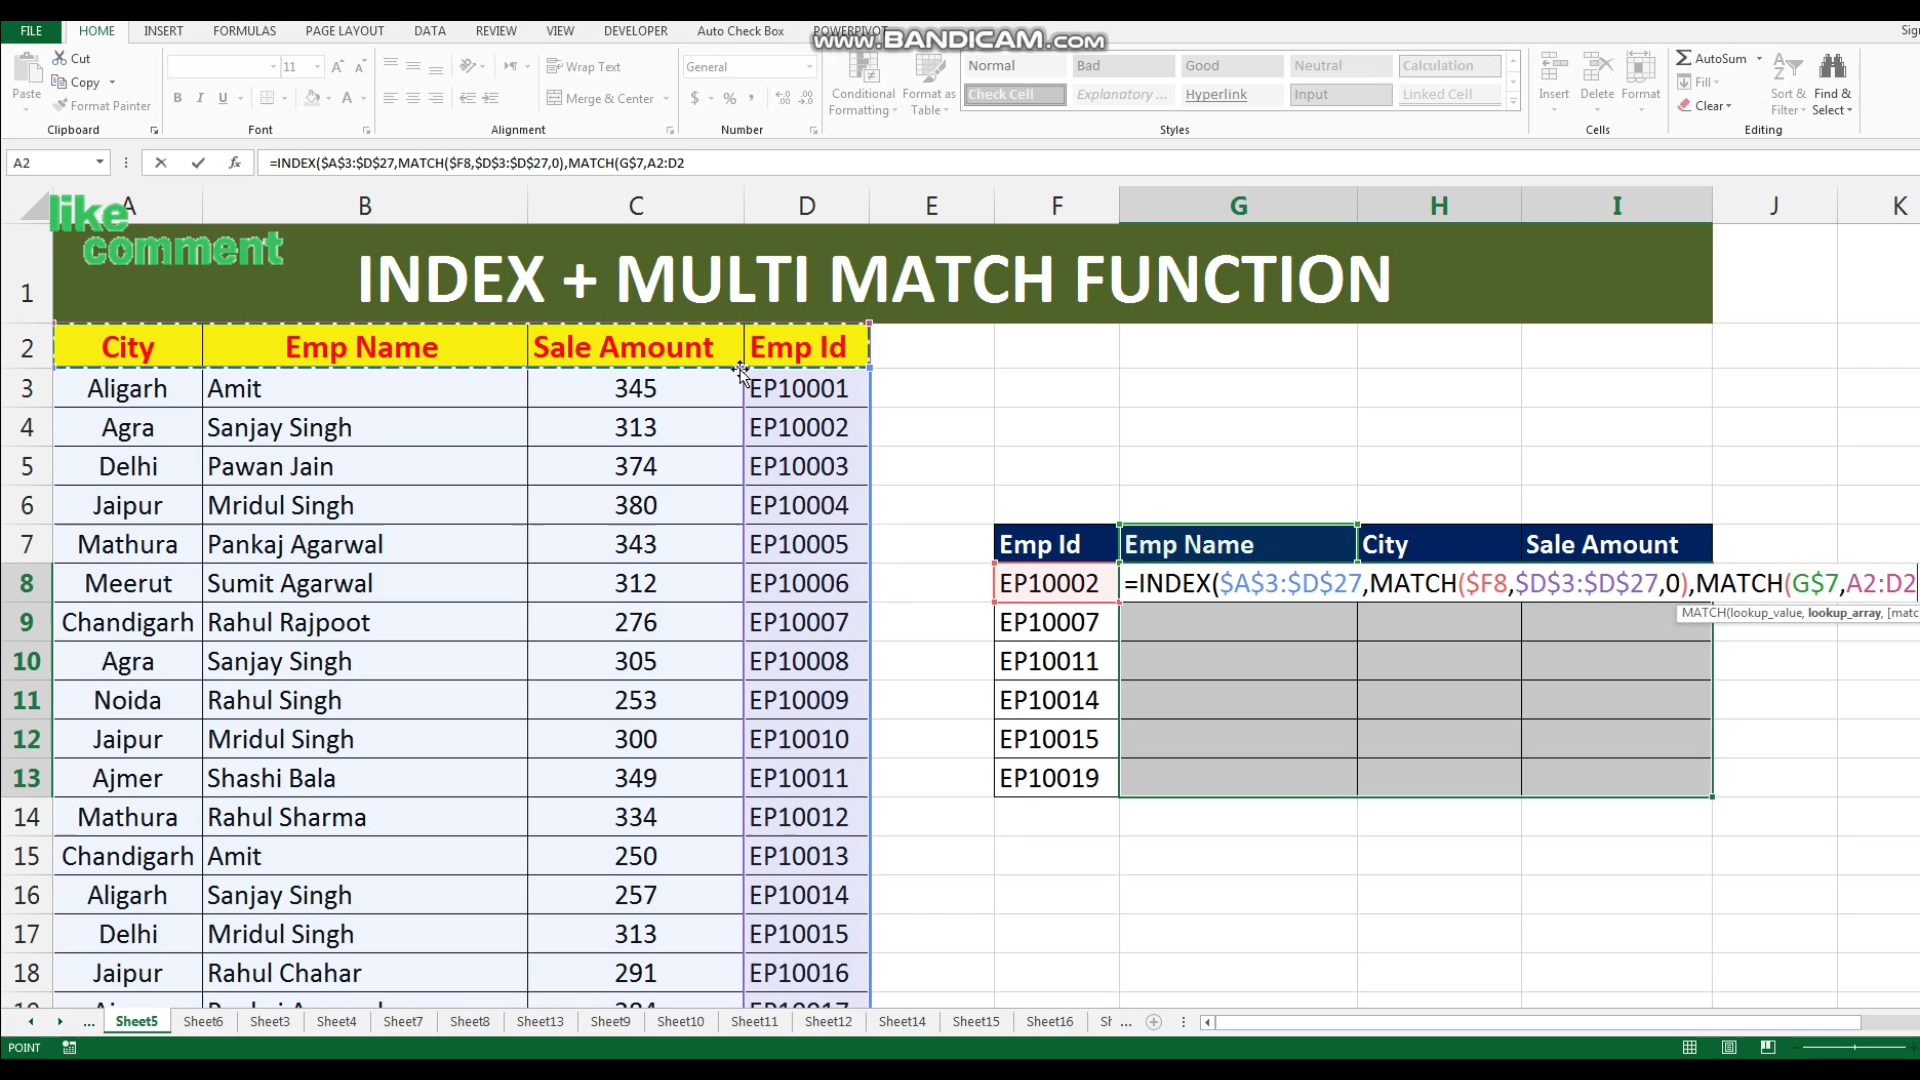 FILE HOME INSERT FORMULAS PAGE LAYOUT DATA REVIEW VIEW DEVELOPER Auto Check Box POWERPIVOT
www.BANDICAM.com
Cut
Copy
Format Painter
Paste
Clipboard
11
Font
Wrap Text
Merge & Center
Alignment
General
Number
Conditional Formatting
Format as Table
Normal Bad Good Neutral Calculation
Check Cell Explanatory ... Hyperlink Input Linked Cell
Styles
Insert Delete Format
Cells
AutoSum
Fill
Clear
Sort & Filter
Find & Select
Editing
A2 =INDEX($A$3:$D$27,MATCH($F8,$D$3:$D$27,0),MATCH(G$7,A2:D2
A B C D E F G H I J K
like
comment
1 INDEX + MULTI MATCH FUNCTION
2 City Emp Name Sale Amount Emp Id
3 Aligarh Amit 345 EP10001
4 Agra Sanjay Singh 313 EP10002
5 Delhi Pawan Jain 374 EP10003
6 Jaipur Mridul Singh 380 EP10004
7 Mathura Pankaj Agarwal 343 EP10005 Emp Id Emp Name City Sale Amount
8 Meerut Sumit Agarwal 312 EP10006 EP10002 =INDEX($A$3:$D$27,MATCH($F8,$D$3:$D$27,0),MATCH(G$7,A2:D2
MATCH(lookup_value, lookup_array, [matc
9 Chandigarh Rahul Rajpoot 276 EP10007 EP10007
10 Agra Sanjay Singh 305 EP10008 EP10011
11 Noida Rahul Singh 253 EP10009 EP10014
12 Jaipur Mridul Singh 300 EP10010 EP10015
13 Ajmer Shashi Bala 349 EP10011 EP10019
14 Mathura Rahul Sharma 334 EP10012
15 Chandigarh Amit 250 EP10013
16 Aligarh Sanjay Singh 257 EP10014
17 Delhi Mridul Singh 313 EP10015
18 Jaipur Rahul Chahar 291 EP10016
... Sheet5 Sheet6 Sheet3 Sheet4 Sheet7 Sheet8 Sheet13 Sheet9 Sheet10 Sheet11 Sheet12 Sheet14 Sheet15 Sheet16 Sh ...
POINT